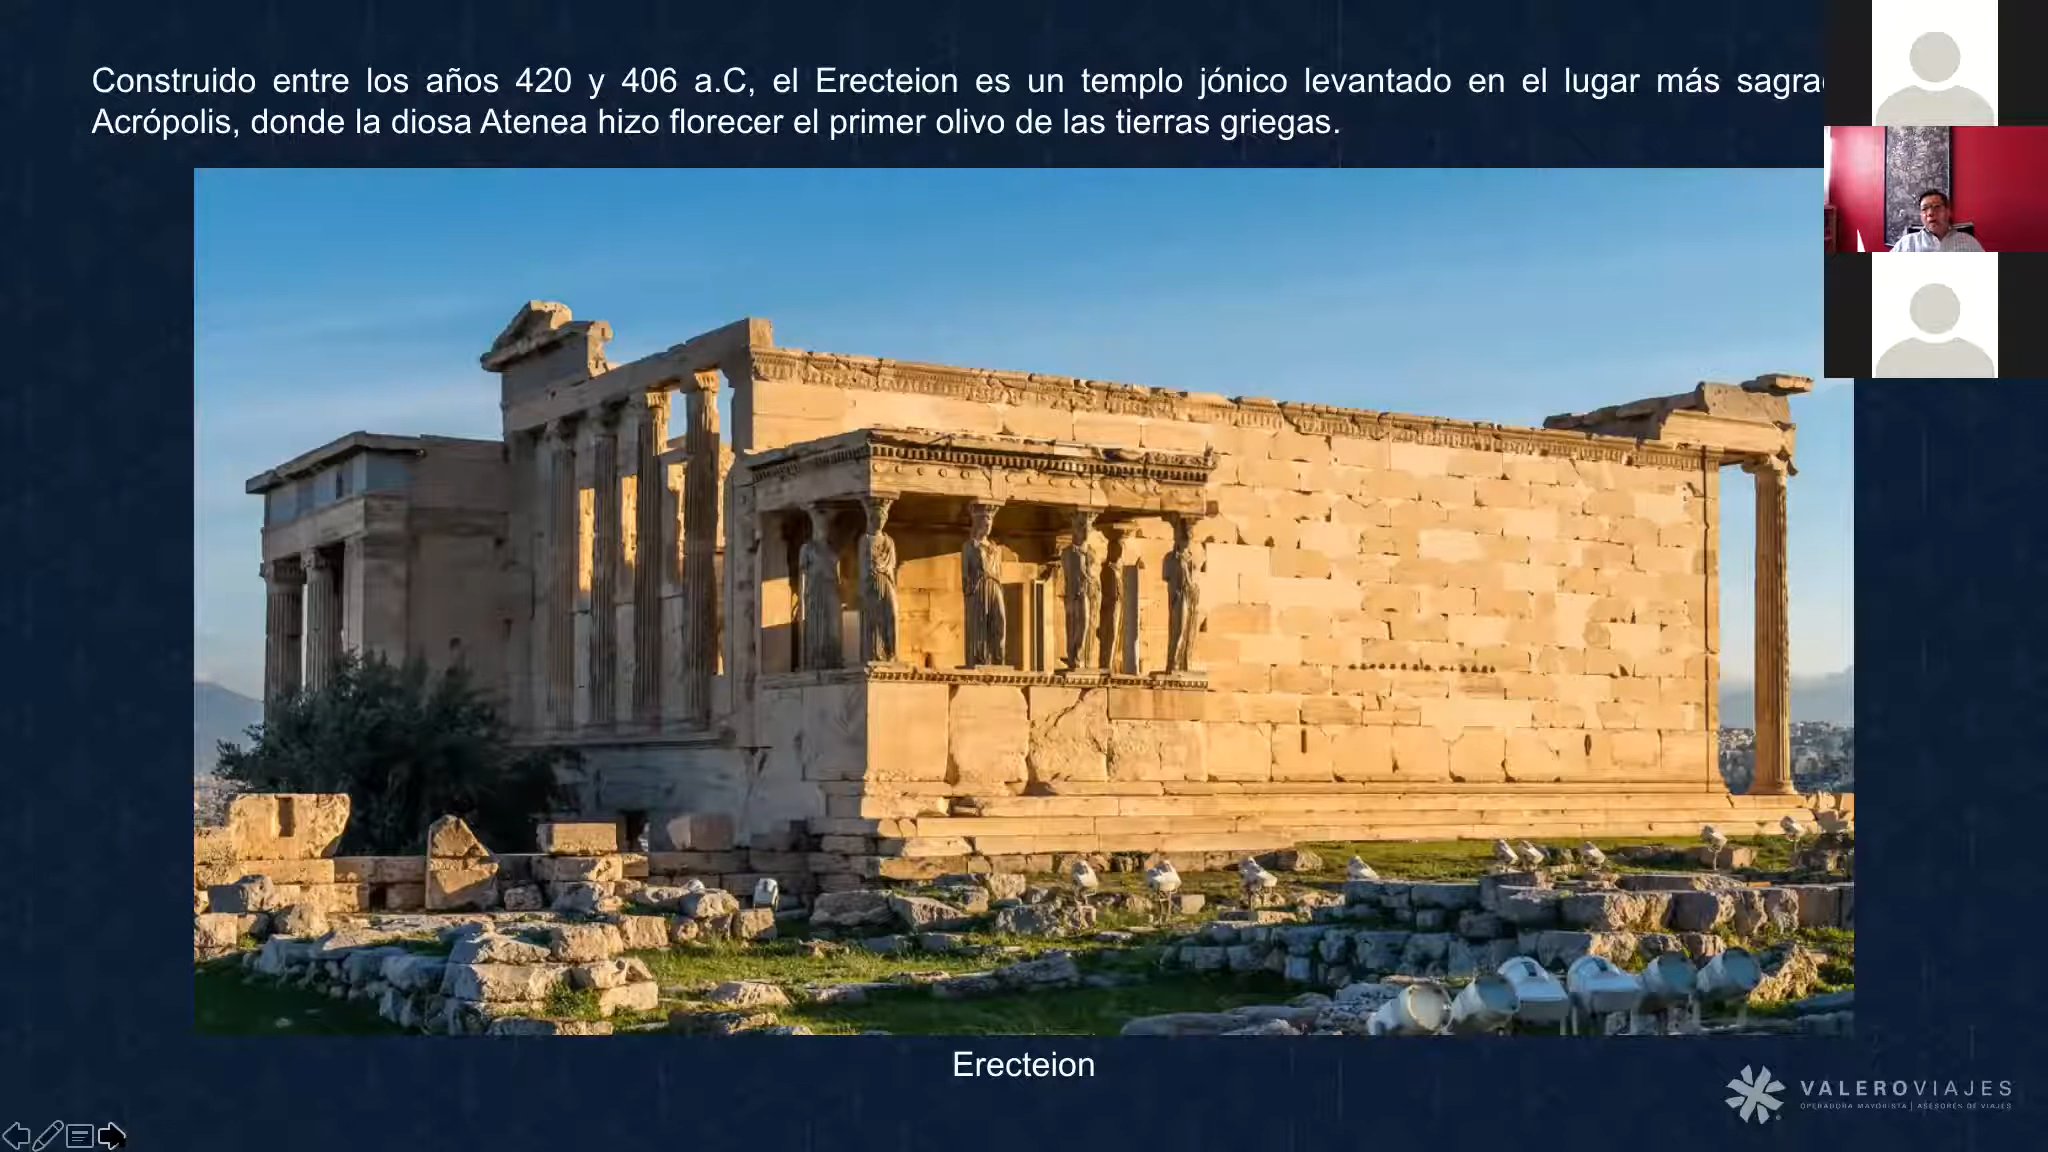 Construido entre los años 420 y 406 a.C, el Erecteion es un templo jónico levantado en el lugar más
Acrópolis, donde la diosa Atenea hizo florecer el primer olivo de las tierras griegas.
Erecteion
VALEROVIAJES
OPERADORA MAYORISTA | ASESORES DE VIAJES